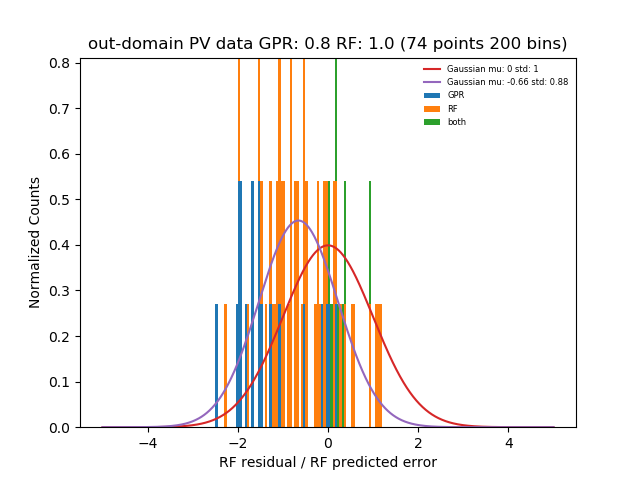 out-domain PV data GPR: 0.8 RF: 1.0 (74 points 200 bins)
Gaussian mu: 0 std: 1
Gaussian mu: -0.66 std: 0.88
GPR
RF
both
Normalized Counts
0.8
0.7
0.6
0.5
0.4
0.3
0.2
0.1
0.0
−4
−2
0
2
4
RF residual / RF predicted error